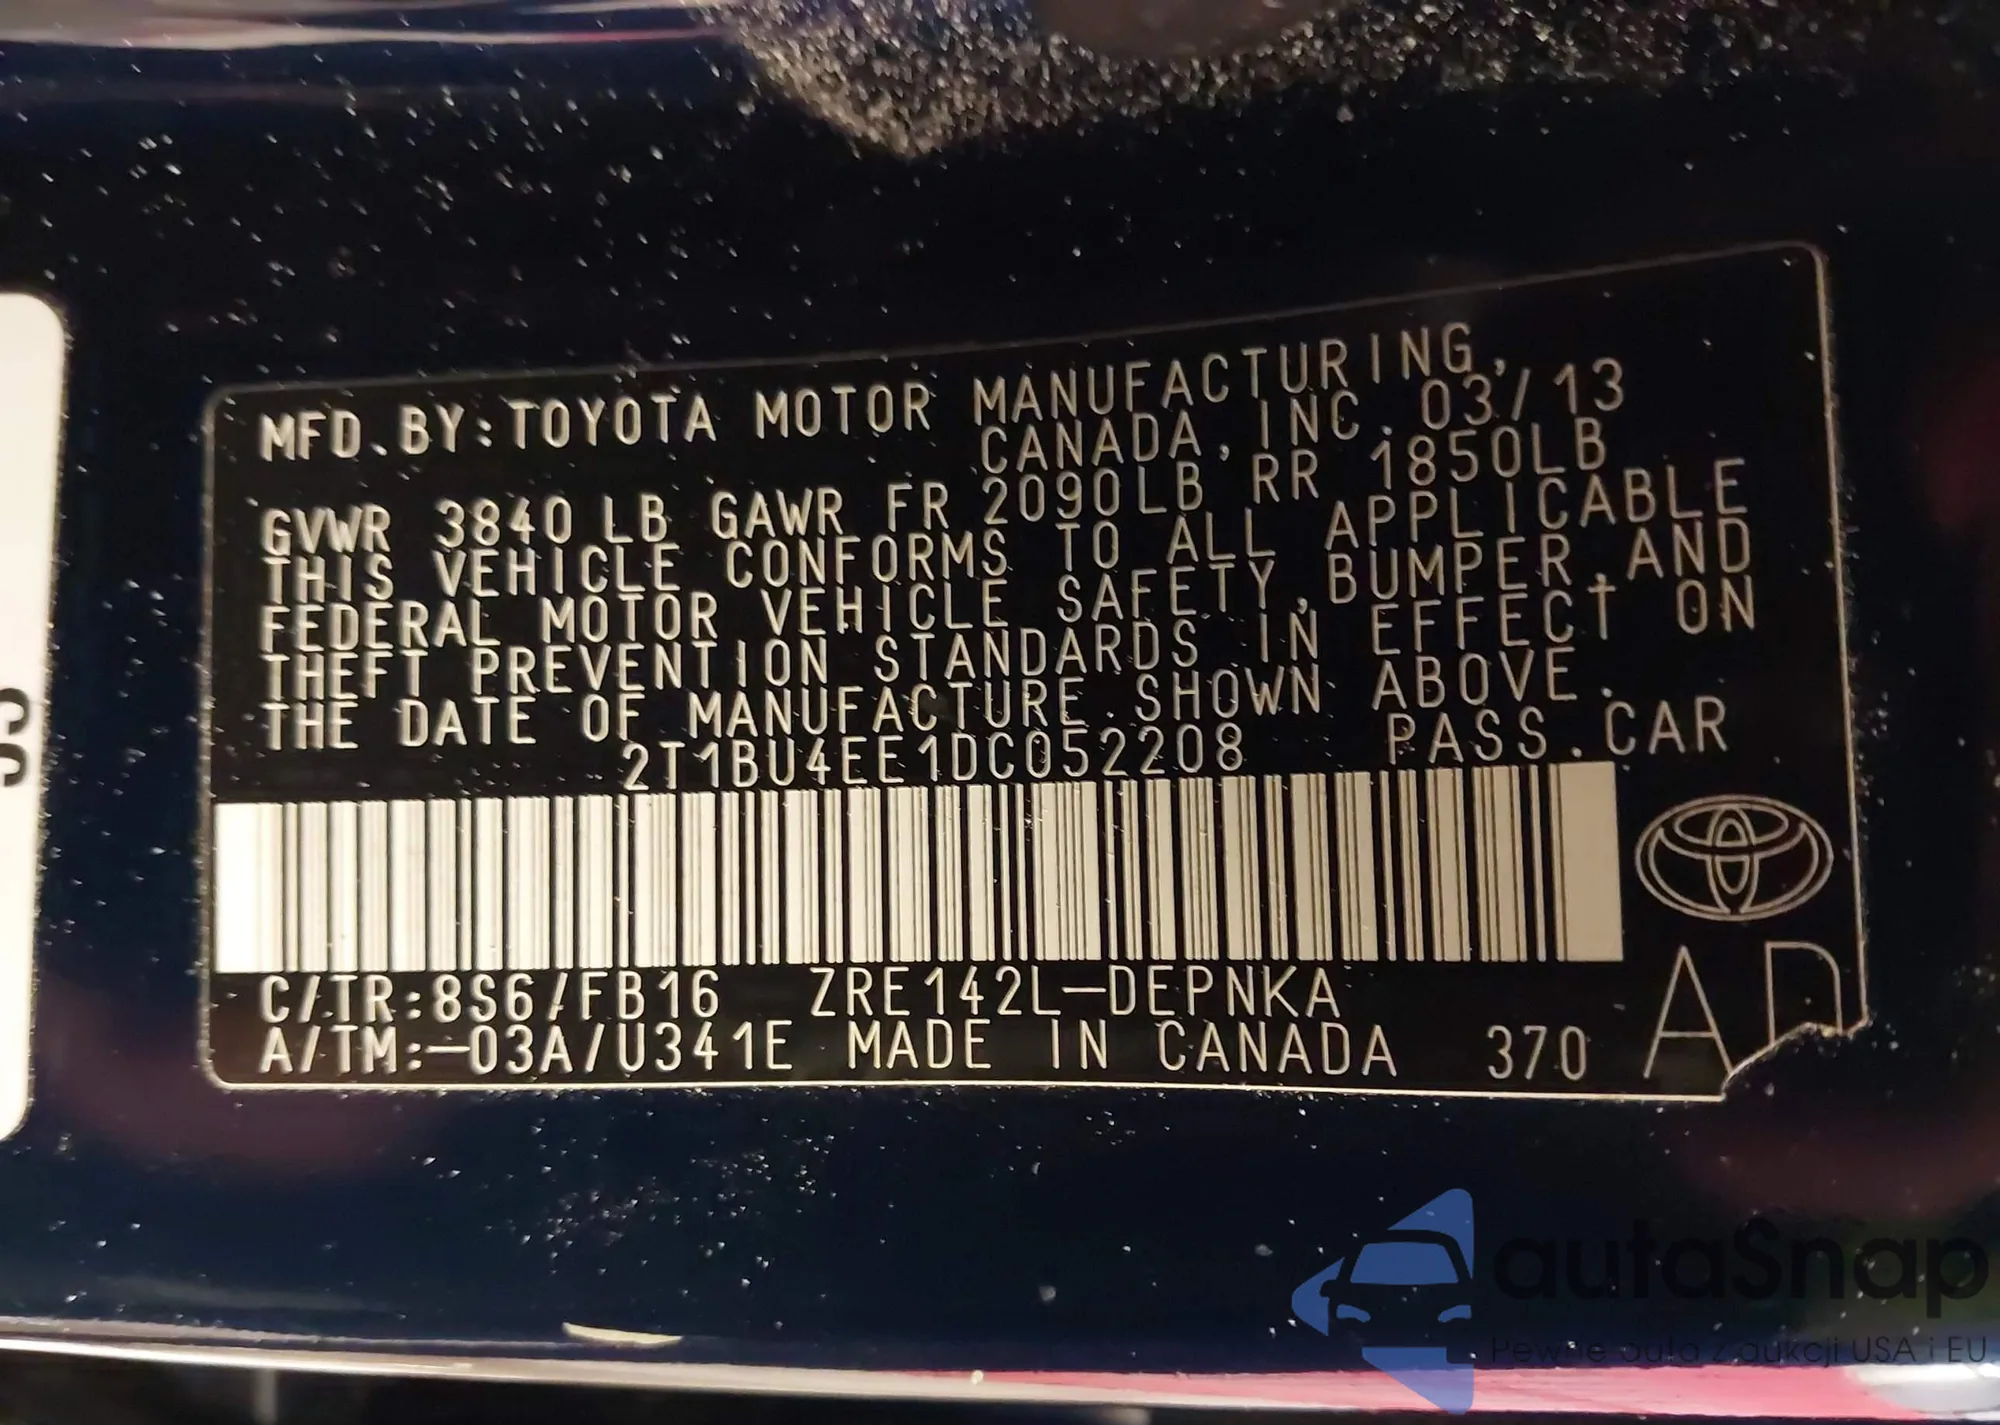 MFD. BY: TOYOTA MOTOR MANUFACTURING,
CANADA, INC. 03/13
GVWR 3840 LB GAWR FR 2090LB RR 1850LB
THIS VEHICLE CONFORMS TO ALL APPLICABLE
FEDERAL MOTOR VEHICLE SAFETY, BUMPER, AND
THEFT PREVENTION STANDARDS IN EFFECT ON
THE DATE OF MANUFACTURE SHOWN ABOVE.
2T1BU4EE1DC052208 PASS. CAR
C/TR:8S6/FB16 ZRE142L-DEPNKA
A/TM:-03A/U341E MADE IN CANADA 370
AD
autaSnap
Pewne auta z aukcji USA i EU